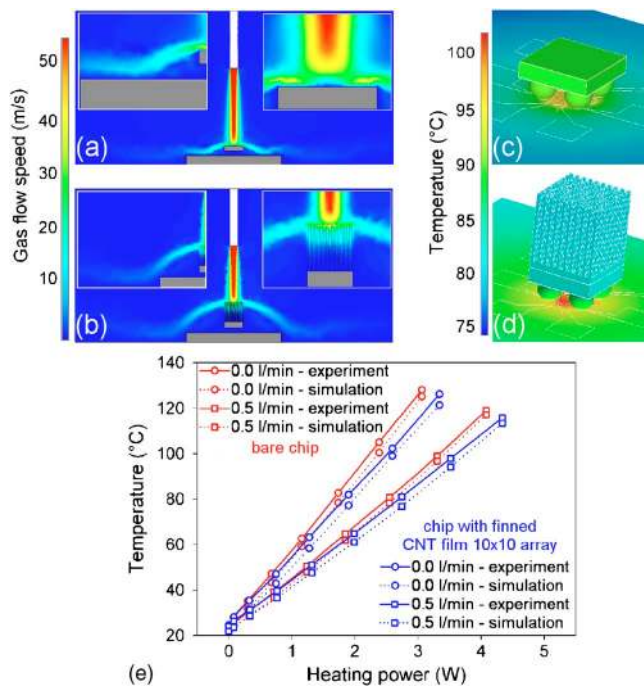 50
40
30
20
10
Gas flow speed (m/s)
(a)
(b)
100
95
90
85
80
75
Temperature (°C)
(c)
(d)
140
120
100
80
60
40
20
Temperature (°C)
0.0 l/min - experiment
0.0 l/min - simulation
0.5 l/min - experiment
0.5 l/min - simulation
bare chip
chip with finned
CNT film 10x10 array
0.0 l/min - experiment
0.0 l/min - simulation
0.5 l/min - experiment
0.5 l/min - simulation
0 1 2 3 4 5
(e)
Heating power (W)